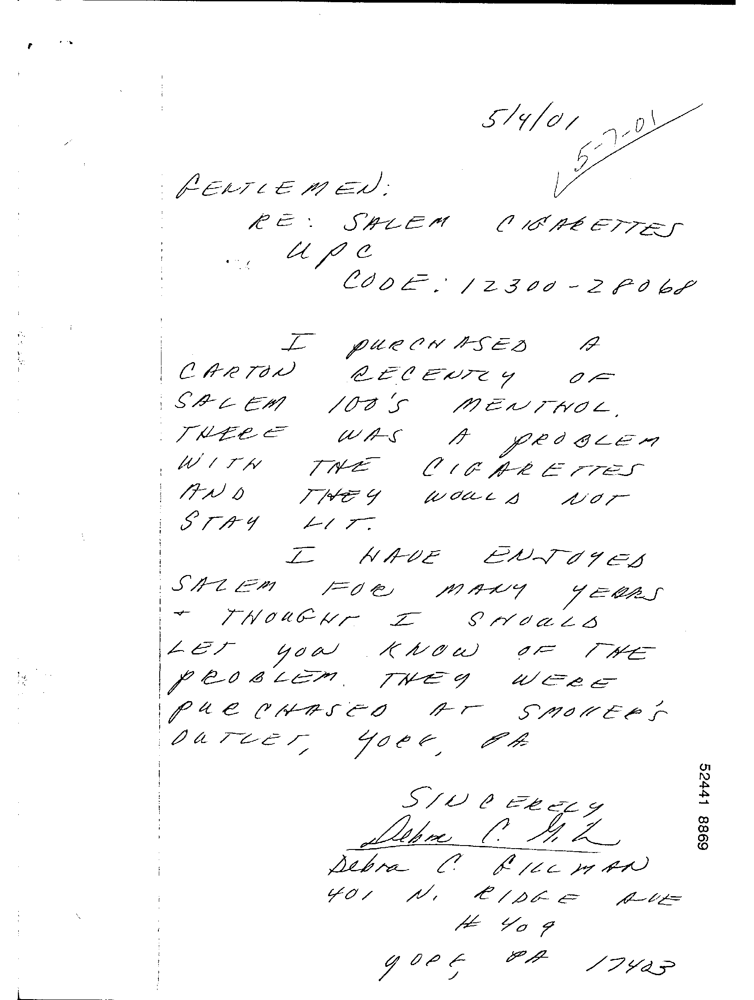 5/4/01
5-7-01
GENTLEMEN:
RE: SALEM CIGARETTES
UPC
CODE: 12300-28068
I PURCHASED A
CARTON RECENTLY OF
SALEM 100'S MENTHOL.
THERE WAS A PROBLEM
WITH THE CIGARETTES
AND THEY WOULD NOT
STAY LIT.
I HAVE ENJOYED
SALEM FOR MANY YEARS
+ THOUGHT I SHOULD
LET YOU KNOW OF THE
PROBLEM. THEY WERE
PURCHASED AT SMOKER'S
OUTLET, YORK, PA
SINCERELY
Debra C.
Debra C. GILLMAN
401 N. RIDGE AVE
# 409
YORK, PA 17403
52441 8869